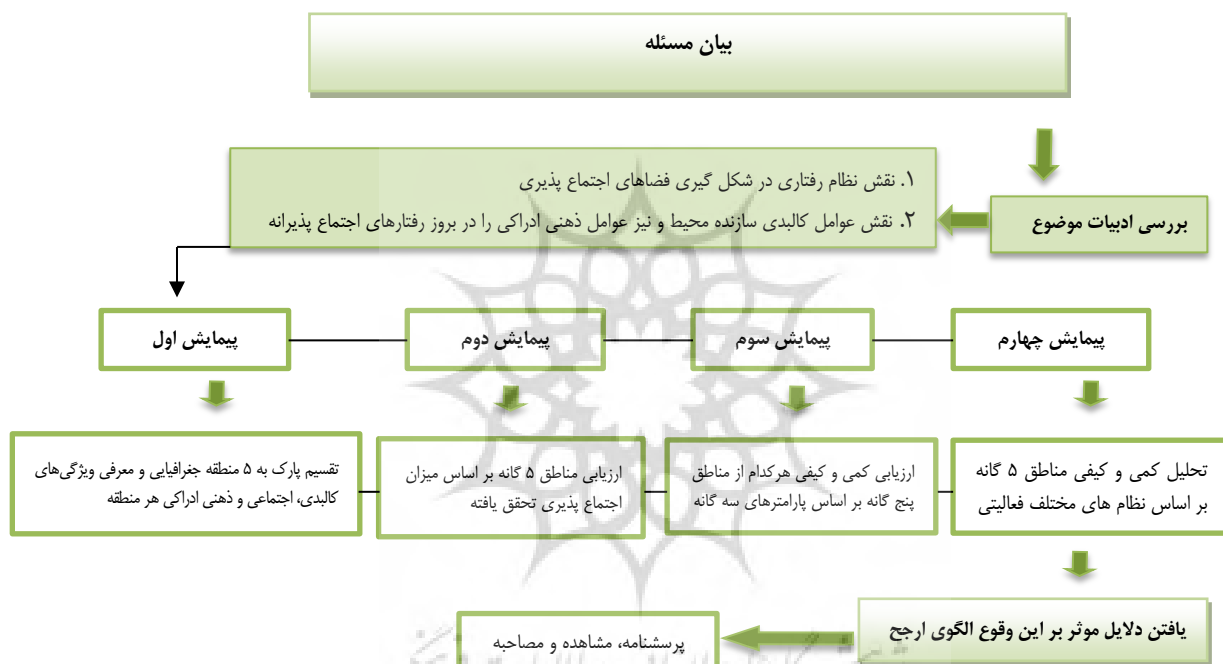 بیان مسئله
۱. نقش نظام رفتاری در شکل گیری فضاهای اجتماع پذیری
۲. نقش عوامل کالبدی سازنده محیط و نیز عوامل ذهنی ادراکی را در بروز رفتارهای اجتماع پذیرانه
بررسی ادبیات موضوع
پیمایش اول
پیمایش دوم
پیمایش سوم
پیمایش چهارم
تقسیم پارک به ۵ منطقه جغرافیایی و معرفی ویژگی‌های
کالبدی، اجتماعی و ذهنی ادراکی هر منطقه
ارزیابی مناطق ۵ گانه بر اساس میزان
اجتماع پذیری تحقق یافته
ارزیابی کمی و کیفی هرکدام از مناطق
پنج گانه بر اساس پارامترهای سه گانه
تحلیل کمی و کیفی مناطق ۵ گانه
بر اساس نظام های مختلف فعالیتی
یافتن دلایل موثر بر این وقوع الگوی ارجح
پرسشنامه، مشاهده و مصاحبه